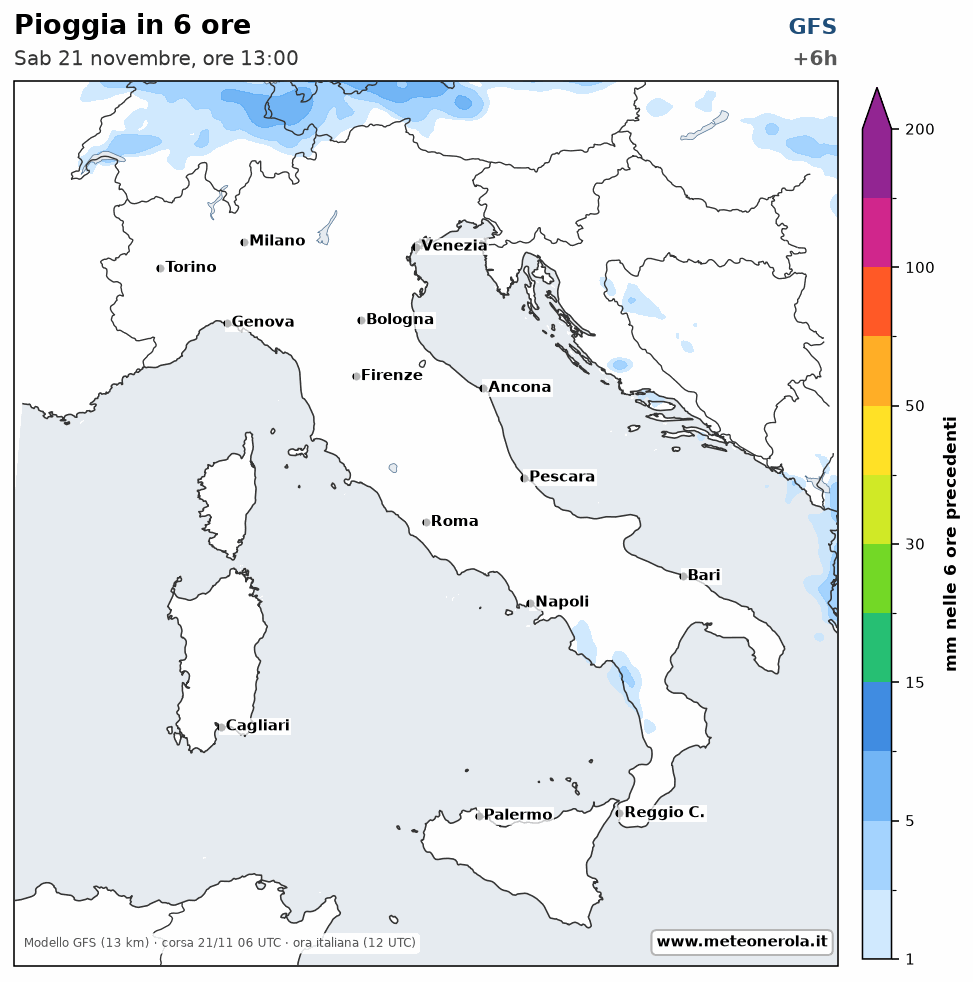 Pioggia in 6 ore
GFS
Sab 21 novembre, ore 13:00
+6h
200
100
50
30
15
5
1
mm nelle 6 ore precedenti
Milano
Venezia
Torino
Genova
Bologna
Firenze
Ancona
Pescara
Roma
Bari
Napoli
Cagliari
Palermo
Reggio C.
Modello GFS (13 km) · corsa 21/11 06 UTC · ora italiana (12 UTC)
www.meteonerola.it